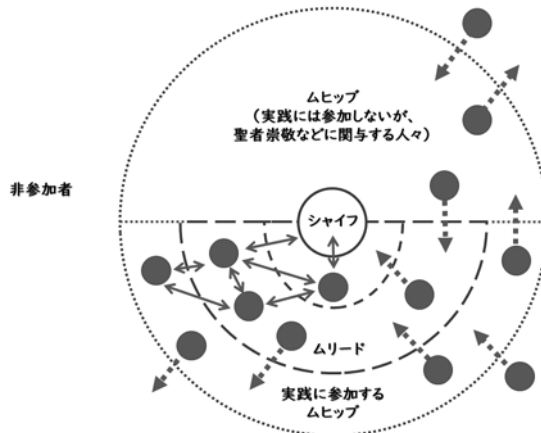 ムヒッブ
（実践には参加しないが、
聖者崇敬などに関与する人々）
非参加者
シャイフ
ムリード
実践に参加する
ムヒッブ